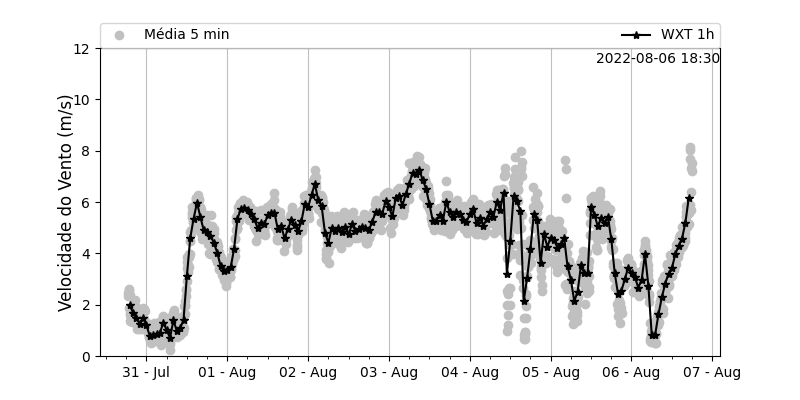 Média 5 min
WXT 1h
2022-08-06 18:30
Velocidade do Vento (m/s)
12
10
8
6
4
2
0
31 - Jul
01 - Aug
02 - Aug
03 - Aug
04 - Aug
05 - Aug
06 - Aug
07 - Aug